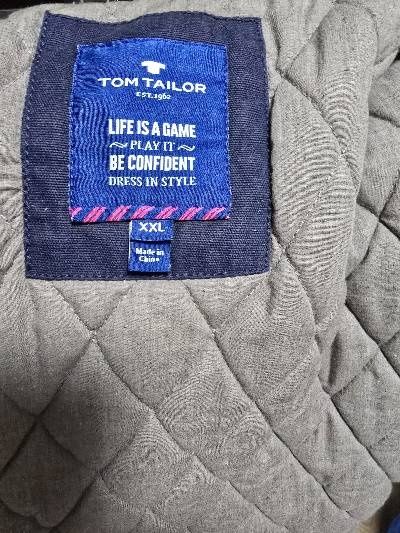 TOM TAILOR
EST.1962
LIFE IS A GAME
~ PLAY IT ~
BE CONFIDENT
DRESS IN STYLE
XXL
Made in
China